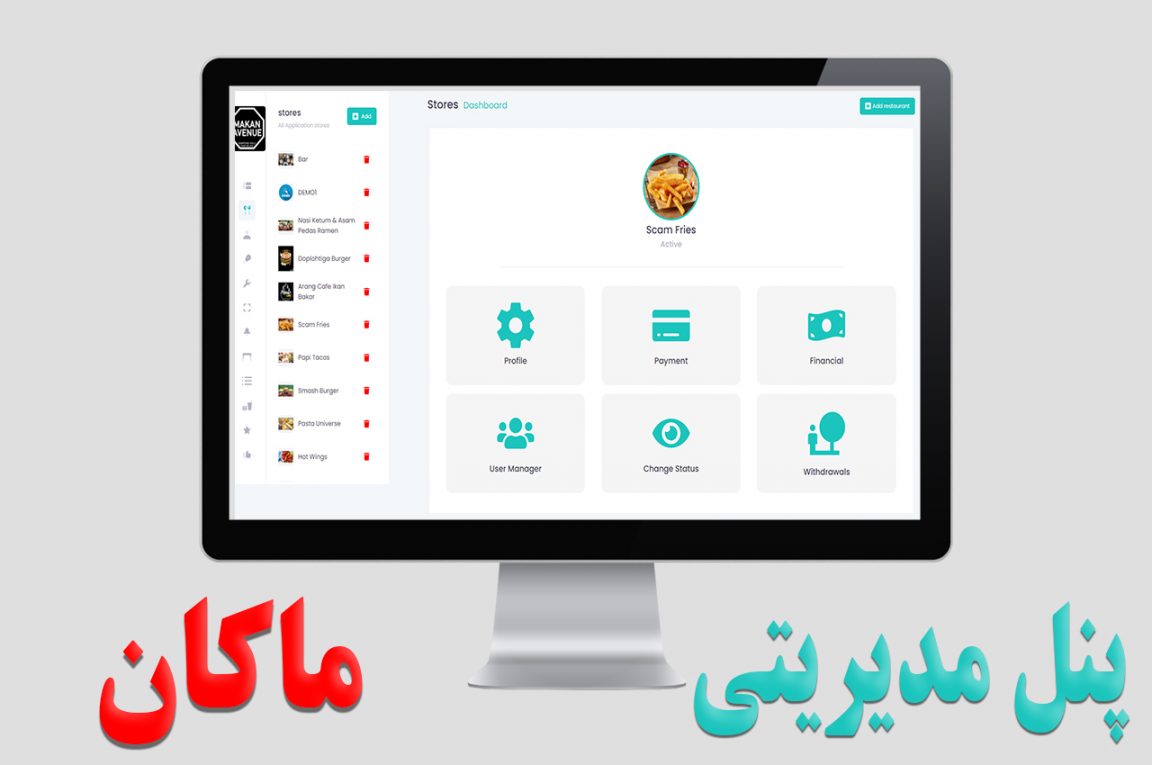 MAKAN
AVENUE
stores
All Application stores
Add
Bar
DEMO1
Nasi Ketum & Asam
Pedas Ramen
Doplohtiga Burger
Arang Cafe Ikan
Bakar
Scam Fries
Papi Tacos
Smash Burger
Pasta Universe
Hot Wings
Stores Dashboard
Add restaurant
Scam Fries
Active
Profile
Payment
Financial
User Manager
Change Status
Withdrawals
پنل مدیریتی
ماکان